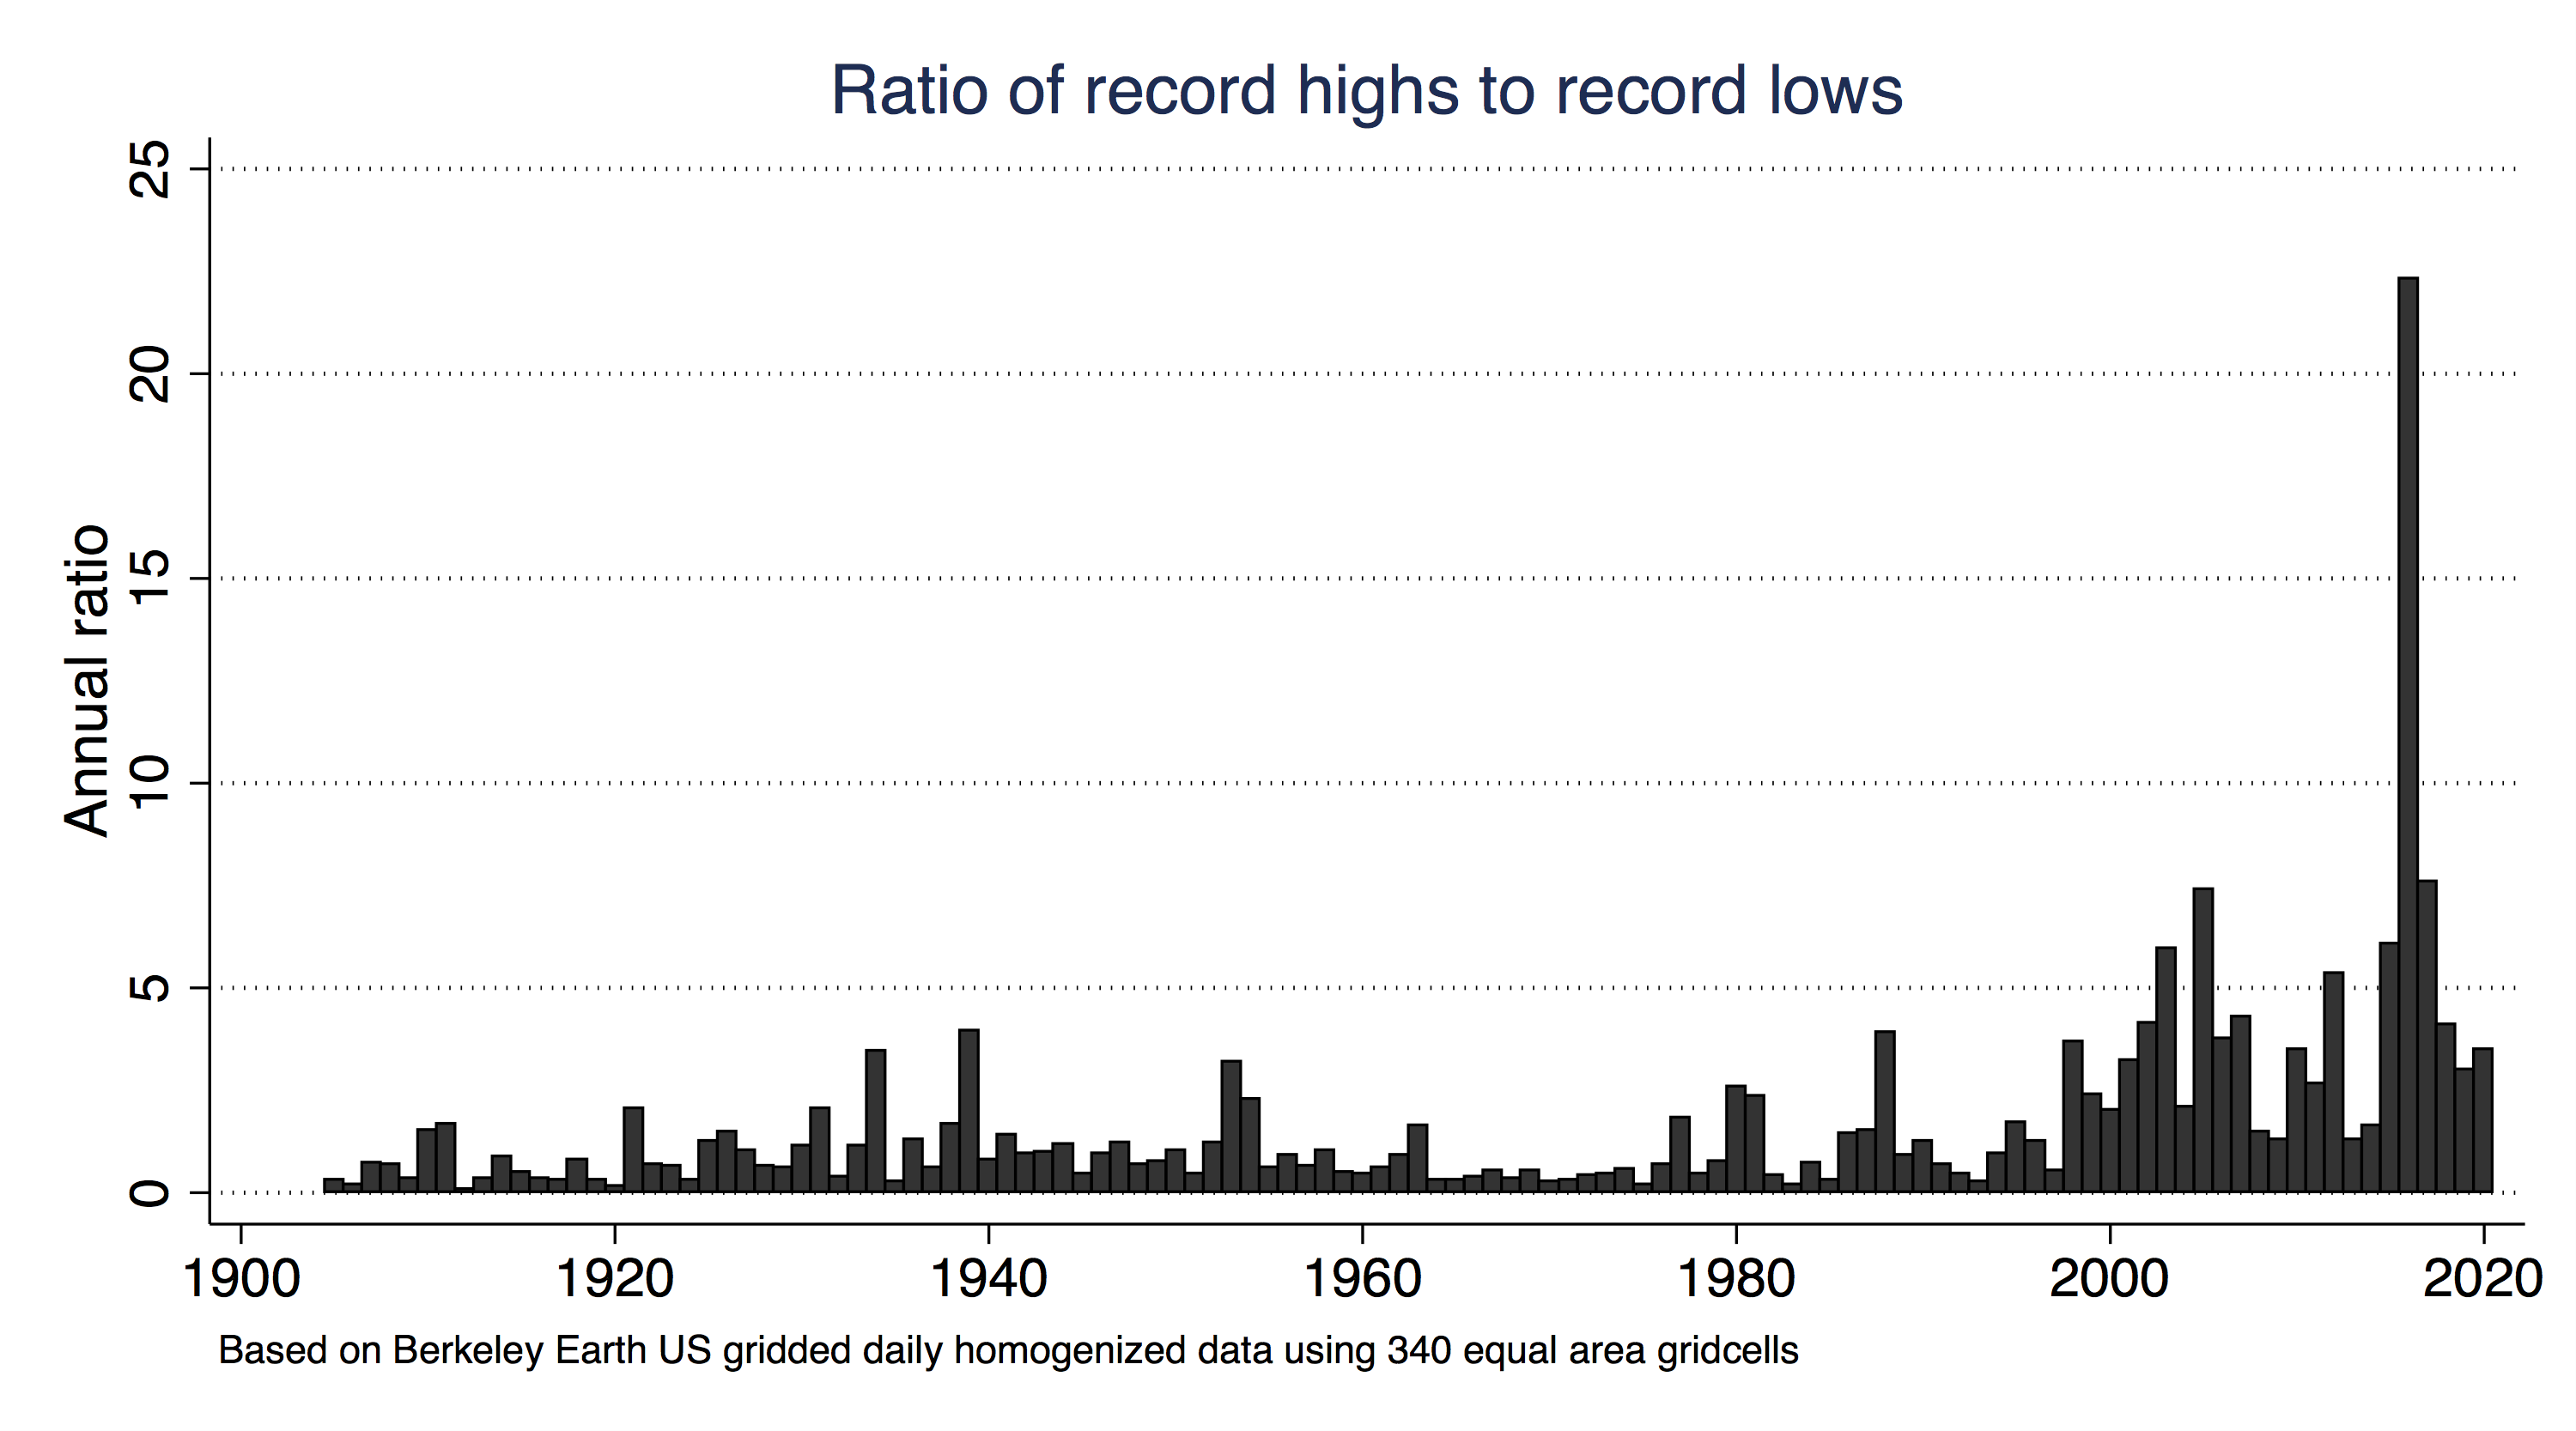 Ratio of record highs to record lows
Annual ratio
25
20
15
10
5
0
1900 1920 1940 1960 1980 2000 2020
Based on Berkeley Earth US gridded daily homogenized data using 340 equal area gridcells